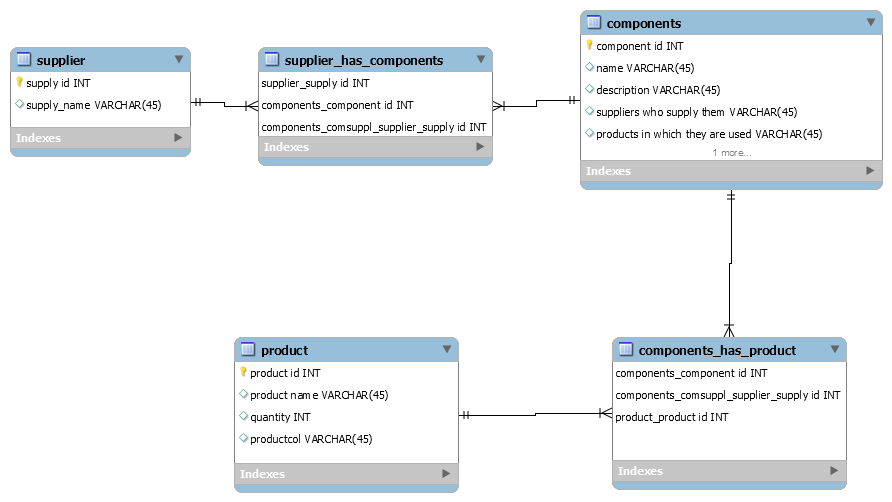 supplier
supply id INT
supply_name VARCHAR(45)
Indexes
supplier_has_components
supplier_supply id INT
components_component id INT
components_comsuppl_supplier_supply id INT
Indexes
components
component id INT
name VARCHAR(45)
description VARCHAR(45)
suppliers who supply them VARCHAR(45)
products in which they are used VARCHAR(45)
1 more...
Indexes
product
product id INT
product name VARCHAR(45)
quantity INT
productcol VARCHAR(45)
Indexes
components_has_product
components_component id INT
components_comsuppl_supplier_supply id INT
product_product id INT
Indexes